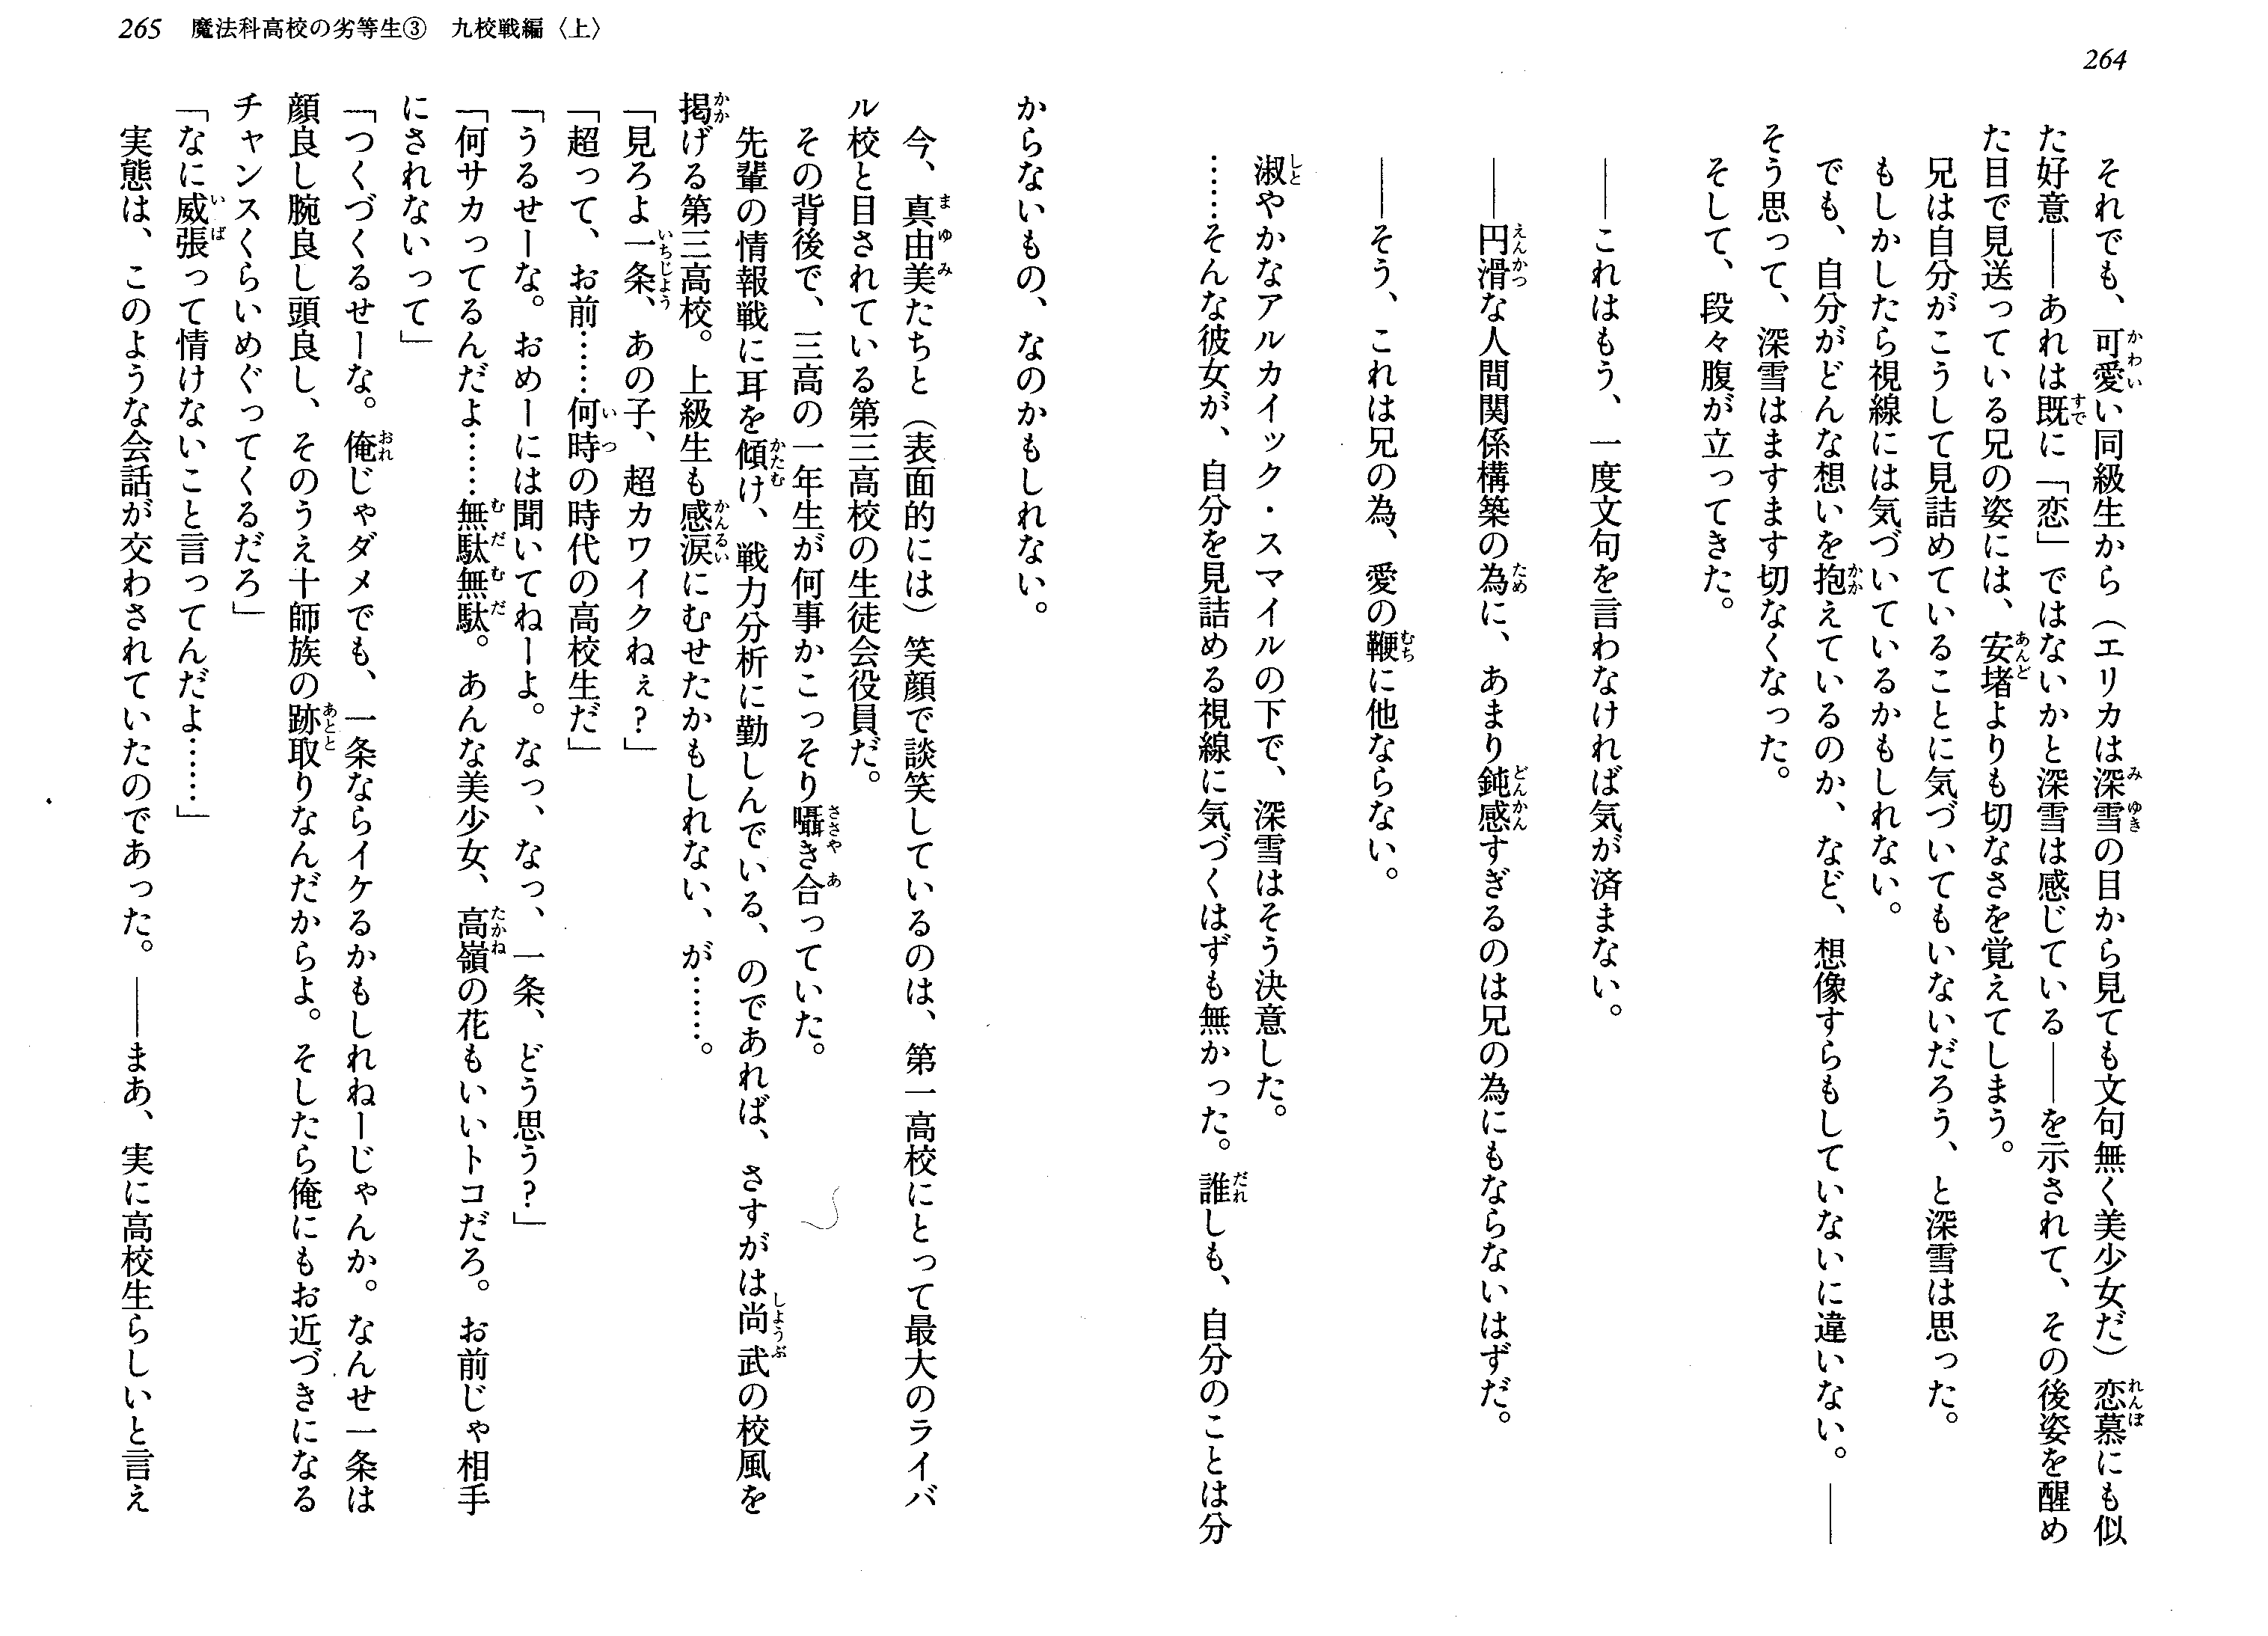 264
それでも、可愛い同級生から（エリカは深雪の目から見ても文句無く美少女だ）恋慕にも似
た好意――あれは既に「恋」ではないかと深雪は感じている――を示されて、その後姿を醒め
た目で見送っている兄の姿には、安堵よりも切なさを覚えてしまう。
兄は自分がこうして見詰めていることに気づいてもいないだろう、と深雪は思った。
もしかしたら視線には気づいているかもしれない。
でも、自分がどんな想いを抱えているのか、など、想像すらもしていないに違いない。――
そう思って、深雪はますます切なくなった。
そして、段々腹が立ってきた。
――これはもう、一度文句を言わなければ気が済まない。
――円滑な人間関係構築の為に、あまり鈍感すぎるのは兄の為にもならないはずだ。
――そう、これは兄の為、愛の鞭に他ならない。
淑やかなアルカイック・スマイルの下で、深雪はそう決意した。
……そんな彼女が、自分を見詰める視線に気づくはずも無かった。誰しも、自分のことは分
からないもの、なのかもしれない。
265 魔法科高校の劣等生③ 九校戦編〈上〉
今、真由美たちと（表面的には）笑顔で談笑しているのは、第一高校にとって最大のライバ
ル校と目されている第三高校の生徒会役員だ。
その背後で、三高の一年生が何事かこっそり囁き合っていた。
先輩の情報戦に耳を傾け、戦力分析に勤しんでいる、のであれば、さすがは尚武の校風を
掲げる第三高校。上級生も感涙にむせたかもしれない、が……。
「見ろよ一条、あの子、超カワイクねぇ？」
「超って、お前……何時の時代の高校生だ」
「うるせーな。おめーには聞いてねーよ。なっ、なっ、一条、どう思う？」
「何サカってるんだよ……無駄無駄。あんな美少女、高嶺の花もいいトコだろ。お前じゃ相手
にされないって」
「つくづくるせーな。俺じゃダメでも、一条ならイケるかもしれねーじゃんか。なんせ一条は
顔良し腕良し頭良し、そのうえ十師族の跡取りなんだからよ。そしたら俺にもお近づきになる
チャンスくらいめぐってくるだろ」
「なに威張って情けないこと言ってんだよ……」
実態は、このような会話が交わされていたのであった。――まあ、実に高校生らしいと言え